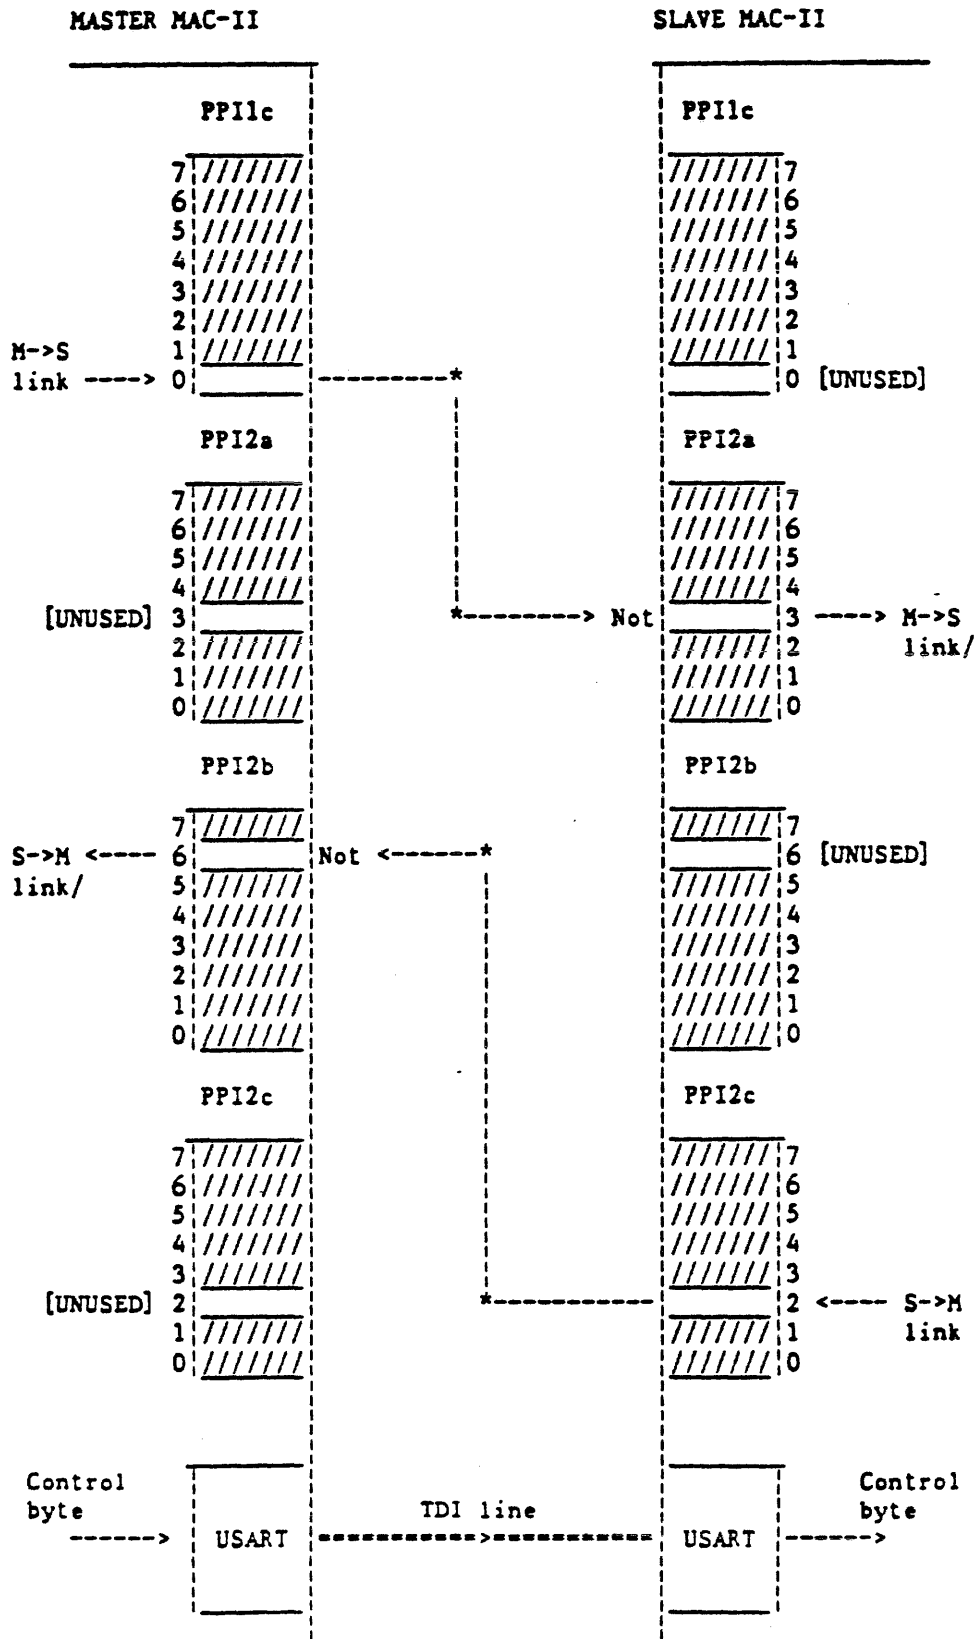 MASTER MAC-II SLAVE MAC-II
PPI1c PPI1c
7 /////// /////// 7
6 /////// /////// 6
5 /////// /////// 5
4 /////// /////// 4
3 /////// /////// 3
2 /////// /////// 2
M->S 1 /////// /////// 1
link ----> 0 ---------* 0 [UNUSED]
PPI2a PPI2a
7 /////// /////// 7
6 /////// /////// 6
5 /////// /////// 5
4 /////// /////// 4
[UNUSED] 3 *--------> Not 3 ----> M->S
2 /////// /////// 2 link/
1 /////// /////// 1
0 /////// /////// 0
PPI2b PPI2b
7 /////// /////// 7
S->M <---- 6 Not <------* 6 [UNUSED]
link/ 5 /////// /////// 5
4 /////// /////// 4
3 /////// /////// 3
2 /////// /////// 2
1 /////// /////// 1
0 /////// /////// 0
PPI2c PPI2c
7 /////// /////// 7
6 /////// /////// 6
5 /////// /////// 5
4 /////// /////// 4
3 /////// /////// 3
[UNUSED] 2 *----------- 2 <---- S->M
1 /////// /////// 1 link
0 /////// /////// 0
Control Control
byte TDI line byte
------> USART ===========>=========== USART ------>